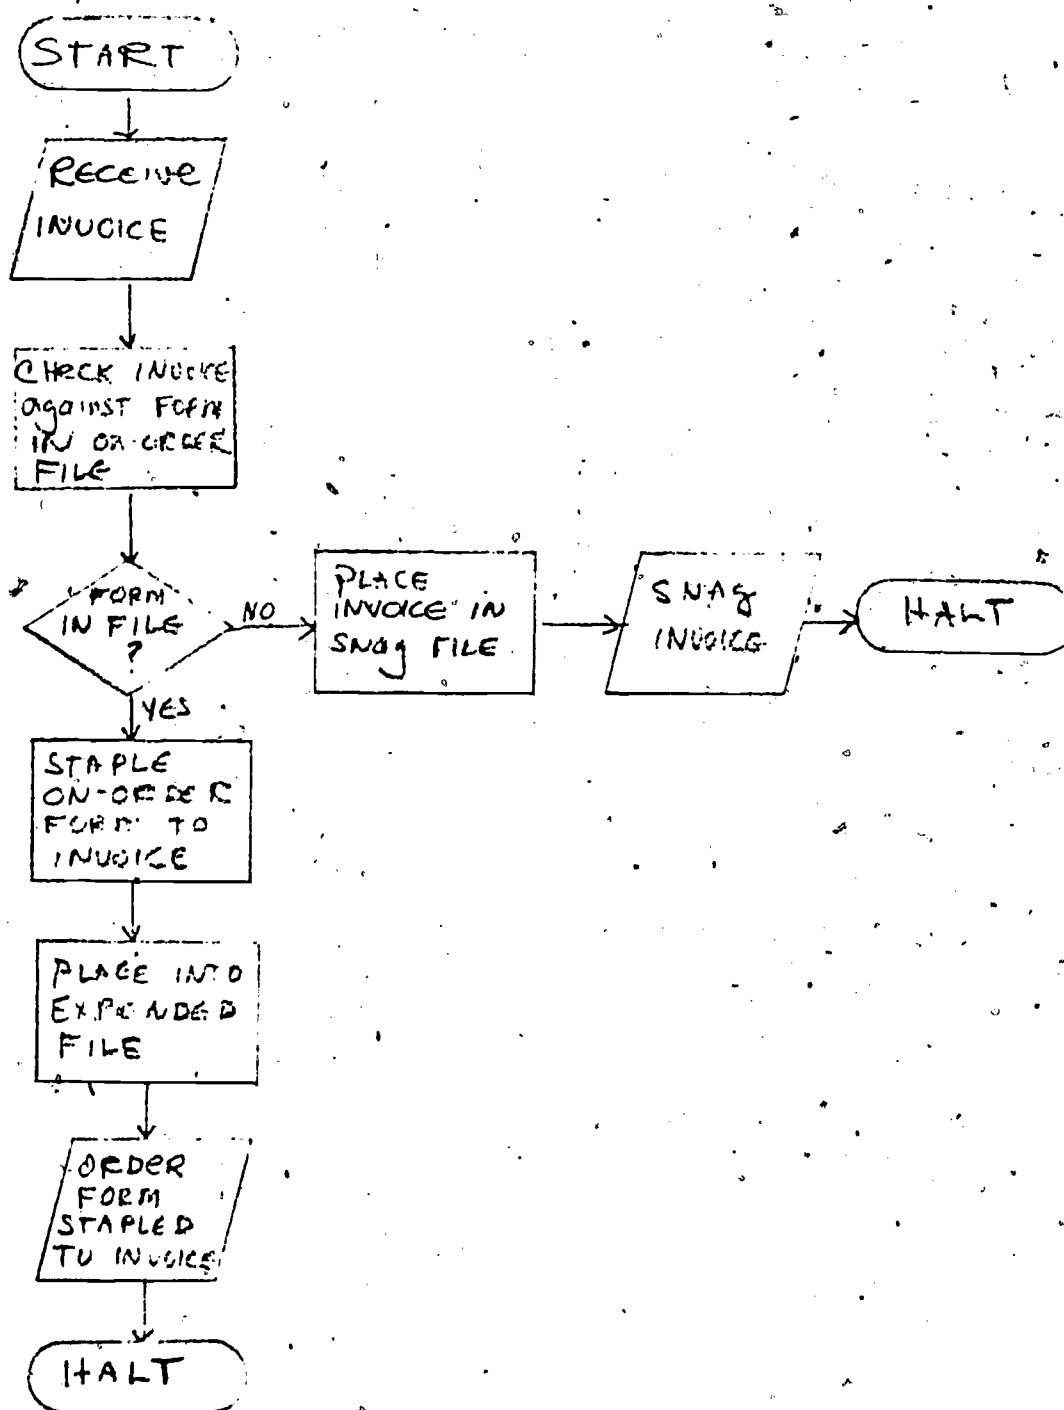 START
RECEIVE
INVOICE
CHECK INVOICE
against FORM
IN ON-ORDER
FILE
FORM
IN FILE
?
NO
PLACE
INVOICE IN
SNAg FILE
SNAg
INVOICE
HALT
YES
STAPLE
ON-ORDER
FORM TO
INVOICE
PLACE INTO
EXPENDED
FILE
ORDER
FORM
STAPLED
TO INVOICE
HALT